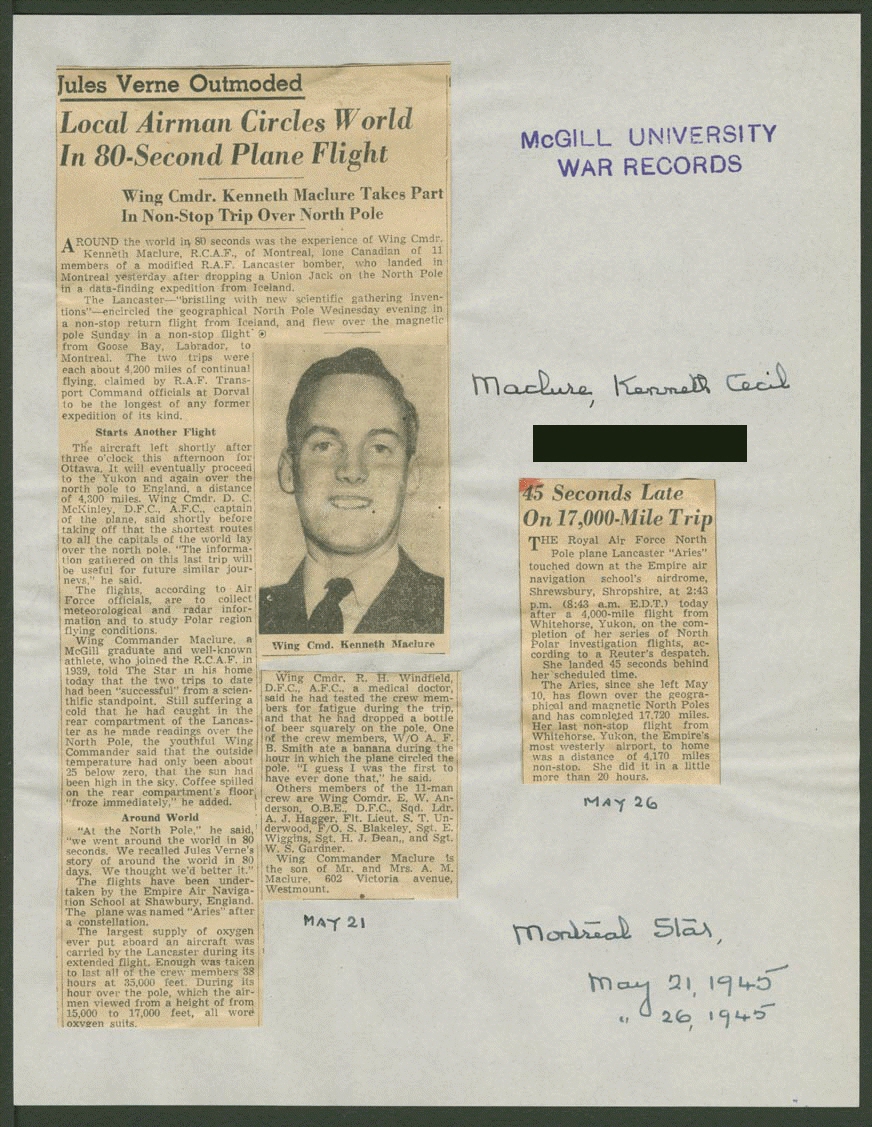 Jules Verne Outmoded
Local Airman Circles World
In 80-Second Plane Flight
Wing Cmdr. Kenneth Maclure Takes Part
In Non-Stop Trip Over North Pole
AROUND the world in 80 seconds was the experience of Wing Cmdr.
Kenneth Maclure, R.C.A.F., of Montreal, lone Canadian of 11
members of a modified R.A.F. Lancaster bomber, who landed in
Montreal yesterday after dropping a Union Jack on the North Pole
in a data-finding expedition from Iceland.
The Lancaster—"bristling with new scientific gathering inven-
tions"—encircled the geographical North Pole Wednesday evening in
a non-stop return flight from Iceland, and flew over the magnetic
pole Sunday in a non-stop flight
from Goose Bay, Labrador, to
Montreal. The two trips were
each about 4,200 miles of continual
flying, claimed by R.A.F. Trans-
port Command officials at Dorval
to be the longest of any former
expedition of its kind.
Starts Another Flight
The aircraft left shortly after
three o'clock this afternoon for
Ottawa. It will eventually proceed
to the Yukon and again over the
north pole to England, a distance
of 4,300 miles. Wing Cmdr. D. C.
McKinley, D.F.C., A.F.C., captain
of the plane, said shortly before
taking off that the shortest routes
to all the capitals of the world lay
over the north pole. "The informa-
tion gathered on this last trip will
be useful for future similar jour-
neys," he said.
The flights, according to Air
Force officials, are to collect
meteorological and radar infor-
mation and to study Polar region
flying conditions.
Wing Commander Maclure, a
McGill graduate and well-known
athlete, who joined the R.C.A.F. in
1939, told The Star in his home
today that the two trips to date
had been "successful" from a scien-
thific standpoint. Still suffering a
cold that he had caught in the
rear compartment of the Lancas-
ter as he made readings over the
North Pole, the youthful Wing
Commander said that the outside
temperature had only been about
25 below zero, that the sun had
been high in the sky. Coffee spilled
on the rear compartment's floor
"froze immediately," he added.
Around World
"At the North Pole," he said,
"we went around the world in 80
seconds. We recalled Jules Verne's
story of around the world in 80
days. We thought we'd better it."
The flights have been under-
taken by the Empire Air Naviga-
tion School at Shawbury, England.
The plane was named "Aries" after
a constellation.
The largest supply of oxygen
ever put aboard an aircraft was
carried by the Lancaster during its
extended flight. Enough was taken
to last all of the crew members 38
hours at 35,000 feet. During its
hour over the pole, which the air-
men viewed from a height of from
15,000 to 17,000 feet, all wore
oxygen suits.
Wing Cmd. Kenneth Maclure
Wing Cmdr. R. H. Windfield,
D.F.C., A.F.C., a medical doctor,
said he had tested the crew mem-
bers for fatigue during the trip,
and that he had dropped a bottle
of beer squarely on the pole. One
of the crew members, W/O A. F.
B. Smith ate a banana during the
hour in which the plane circled the
pole. "I guess I was the first to
have ever done that," he said.
Others members of the 11-man
crew are Wing Comdr. E. W. An-
derson, O.B.E., D.F.C., Sqd. Ldr.
A. J. Hagger, Flt. Lieut. S. T. Un-
derwood, F/O. S. Blakeley, Sgt. E.
Wiggins, Sgt. H. J. Dean,, and Sgt.
W. S. Gardner.
Wing Commander Maclure is
the son of Mr. and Mrs. A. M.
Maclure, 602 Victoria avenue,
Westmount.
MAY 21
McGILL UNIVERSITY
WAR RECORDS
Maclure, Kenneth Cecil
45 Seconds Late
On 17,000-Mile Trip
THE Royal Air Force North
Pole plane Lancaster "Aries"
touched down at the Empire air
navigation school's airdrome,
Shrewsbury, Shropshire, at 2:43
p.m. (8:43 a.m. E.D.T.) today
after a 4,000-mile flight from
Whitehorse, Yukon, on the com-
pletion of her series of North
Polar investigation flights, ac-
cording to a Reuter's despatch.
She landed 45 seconds behind
her scheduled time.
The Aries, since she left May
10, has flown over the geogra-
phical and magnetic North Poles
and has completed 17,720 miles.
Her last non-stop flight from
Whitehorse, Yukon, the Empire's
most westerly airport, to home
was a distance of 4,170 miles
non-stop. She did it in a little
more than 20 hours.
MAY 26
Montreal Star,
May 21, 1945
" 26, 1945